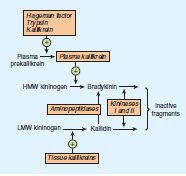 Hageman factor
Trypsin
Kallikrein
+
Plasma prekallikrein
Plasma kallikrein
+
HMW kininogen
Bradykinin
Aminopeptidases
Kininases I and II
Inactive fragments
LMW kininogen
Kallidin
+
Tissue kallikreins